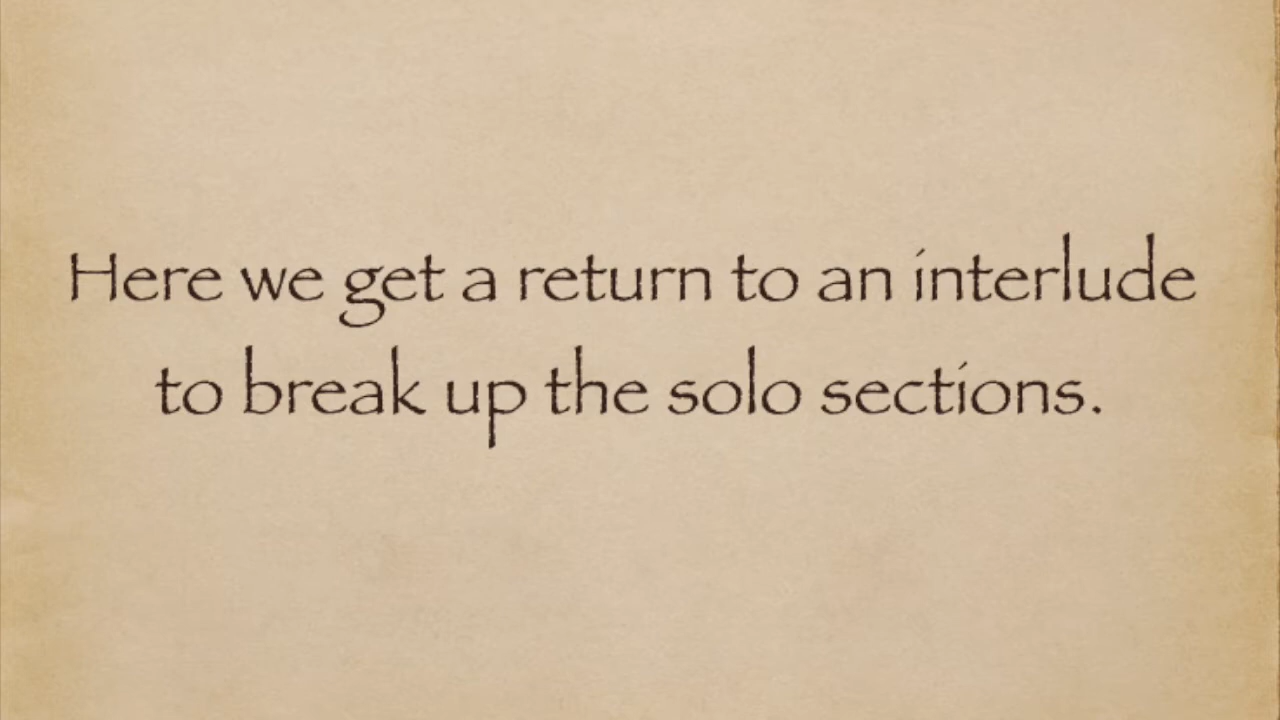 Here we get a return to an interlude
to break up the solo sections.